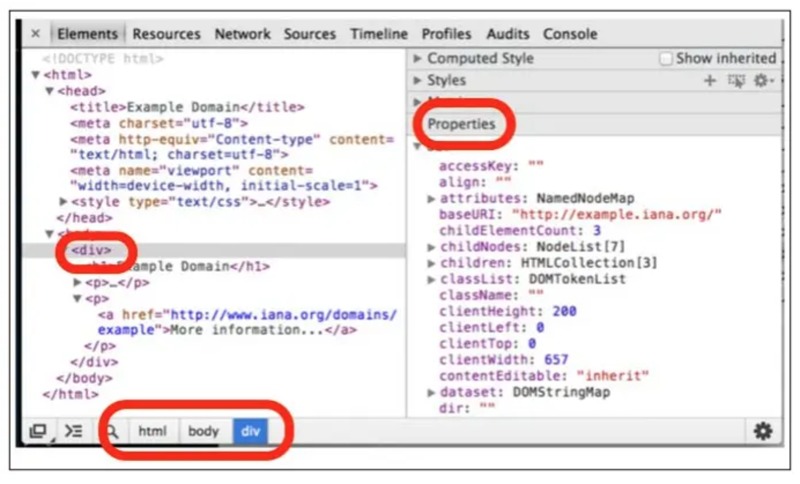 × Elements Resources Network Sources Timeline Profiles Audits Console
<!DOCTYPE html>
▼<html>
▼<head>
<title>Example Domain</title>
<meta charset="utf-8">
<meta http-equiv="Content-type" content=
"text/html; charset=utf-8">
<meta name="viewport" content=
"width=device-width, initial-scale=1">
▶<style type="text/css">…</style>
</head>
▼
<div>
Example Domain</h1>
▶<p>…</p>
▼<p>
<a href="http://www.iana.org/domains/
example">More information...</a>
</p>
</div>
</body>
</html>
html body div
▶Computed Style Show inherited
▶Styles
Properties
accessKey: ""
align: ""
▶attributes: NamedNodeMap
baseURI: "http://example.iana.org/"
childElementCount: 3
▶childNodes: NodeList[7]
▶children: HTMLCollection[3]
▶classList: DOMTokenList
className: ""
clientHeight: 200
clientLeft: 0
clientTop: 0
clientWidth: 657
contentEditable: "inherit"
▶dataset: DOMStringMap
dir: ""